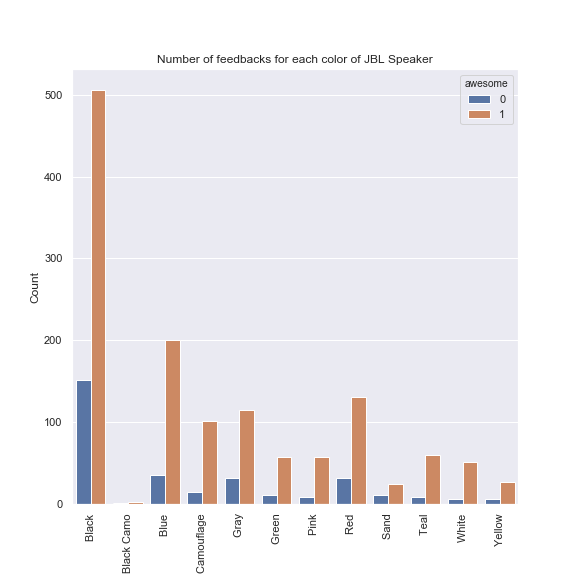 Number of feedbacks for each color of JBL Speaker
awesome
0
1
Count
500
400
300
200
100
0
Black
Black Camo
Blue
Camouflage
Gray
Green
Pink
Red
Sand
Teal
White
Yellow